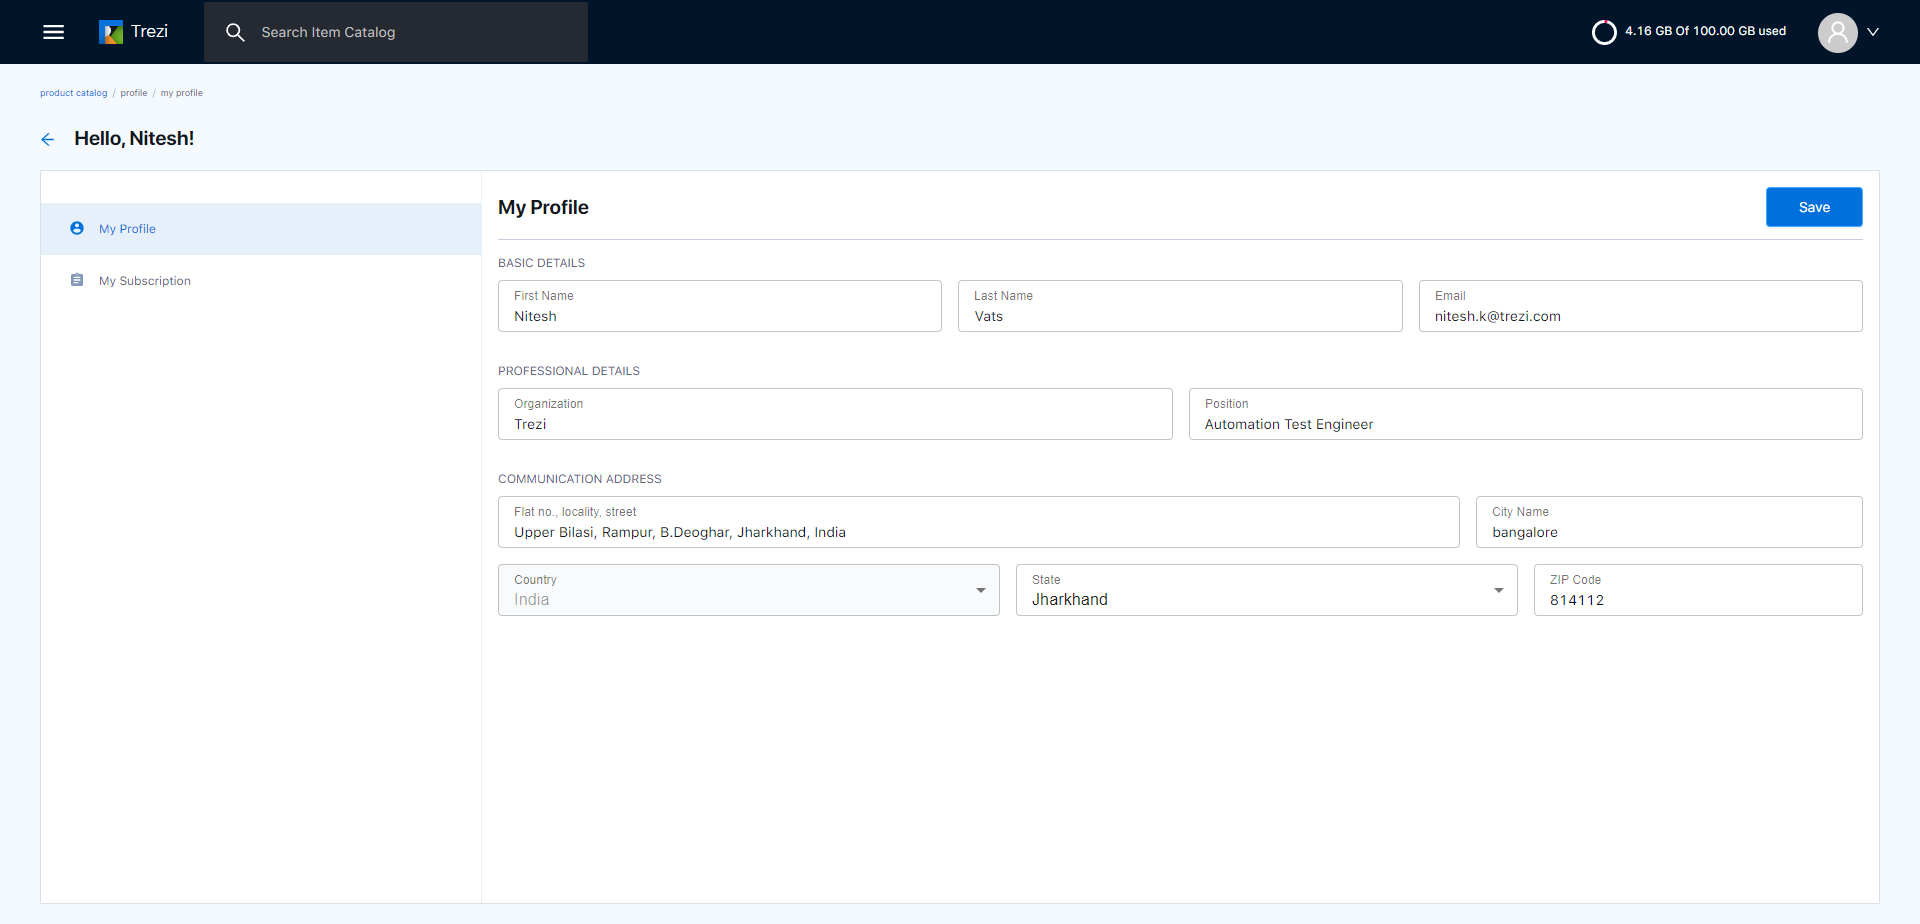 Trezi
Search Item Catalog
4.16 GB Of 100.00 GB used
product catalog / profile / my profile
Hello, Nitesh!
My Profile
My Subscription
My Profile
Save
BASIC DETAILS
First Name
Nitesh
Last Name
Vats
Email
nitesh.k@trezi.com
PROFESSIONAL DETAILS
Organization
Trezi
Position
Automation Test Engineer
COMMUNICATION ADDRESS
Flat no., locality, street
Upper Bilasi, Rampur, B.Deoghar, Jharkhand, India
City Name
bangalore
Country
India
State
Jharkhand
ZIP Code
814112